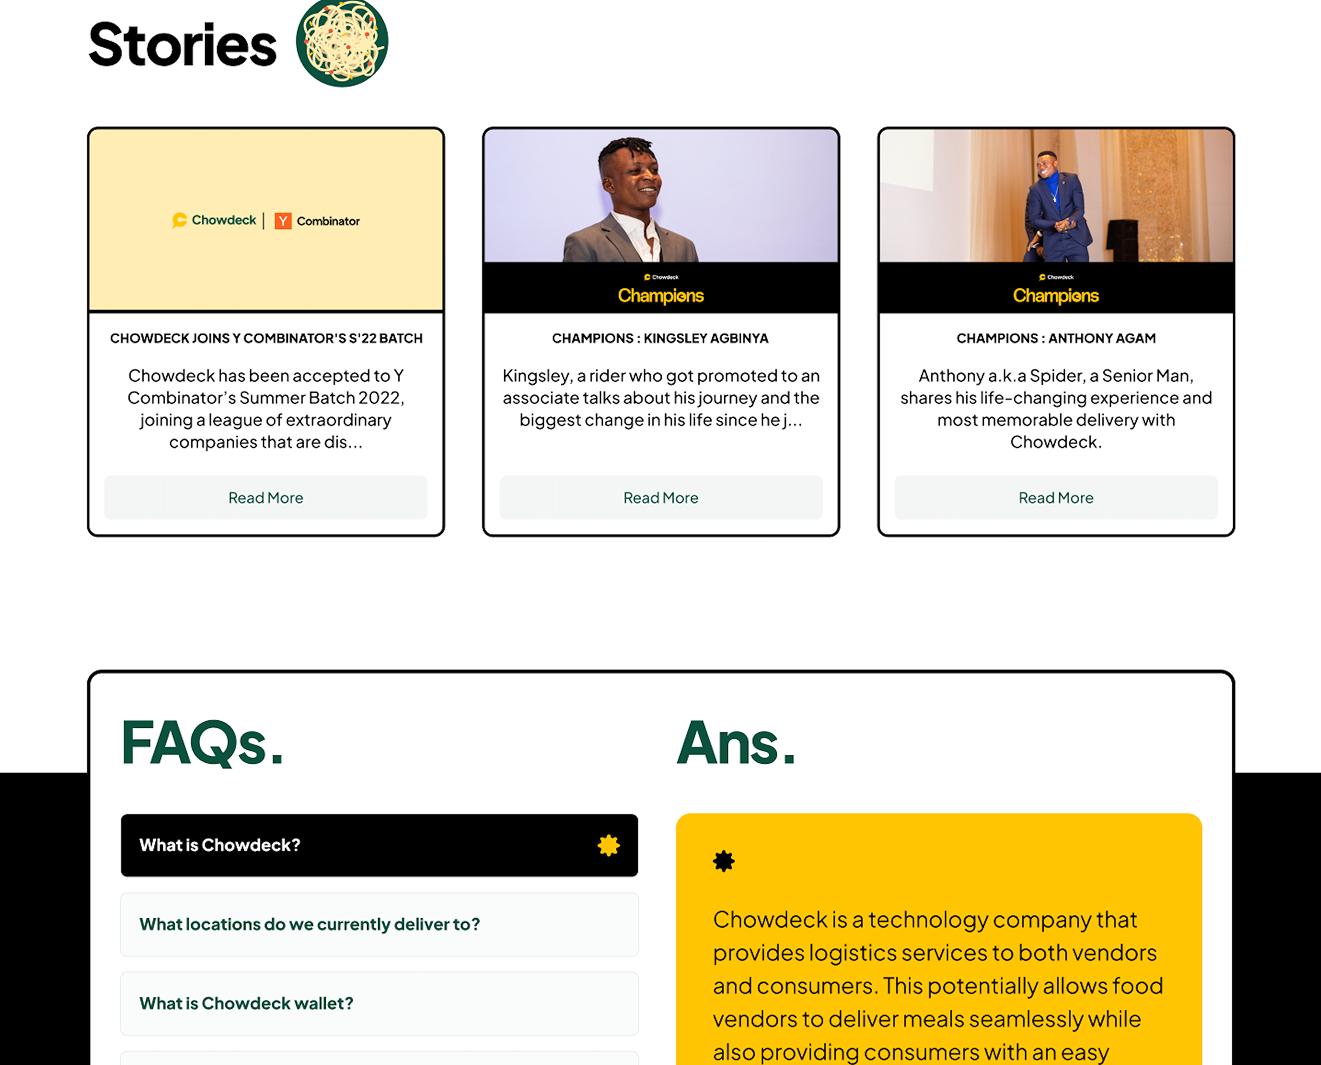 Stories
Chowdeck | Y Combinator
CHOWDECK JOINS Y COMBINATOR'S S'22 BATCH
Chowdeck has been accepted to Y
Combinator’s Summer Batch 2022,
joining a league of extraordinary
companies that are dis...
Read More
Chowdeck
Champions
CHAMPIONS : KINGSLEY AGBINYA
Kingsley, a rider who got promoted to an
associate talks about his journey and the
biggest change in his life since he j...
Read More
Chowdeck
Champions
CHAMPIONS : ANTHONY AGAM
Anthony a.k.a Spider, a Senior Man,
shares his life-changing experience and
most memorable delivery with
Chowdeck.
Read More
FAQs.
What is Chowdeck?
What locations do we currently deliver to?
What is Chowdeck wallet?
Ans.
Chowdeck is a technology company that
provides logistics services to both vendors
and consumers. This potentially allows food
vendors to deliver meals seamlessly while
also providing consumers with an easy